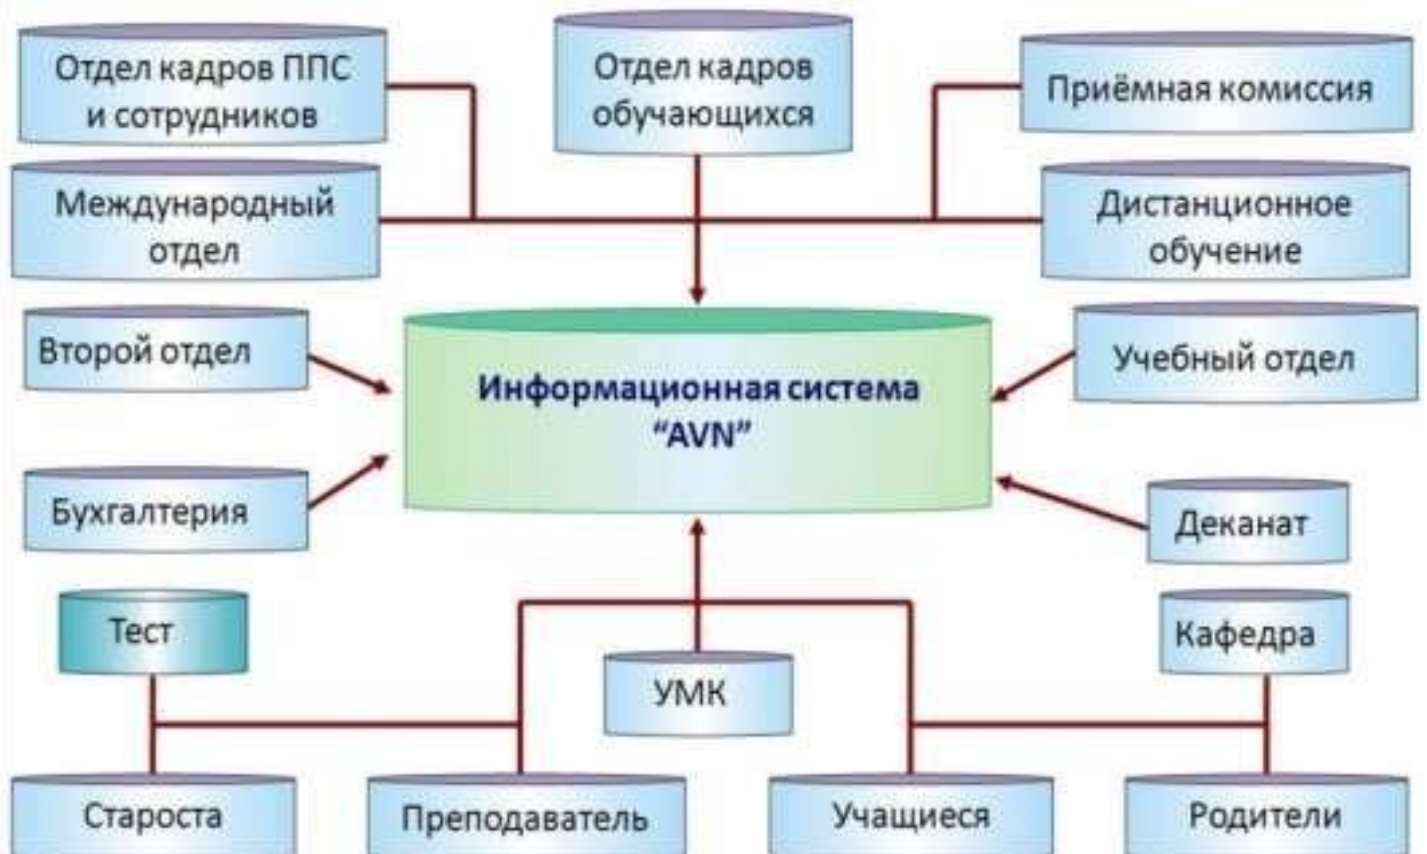 Отдел кадров ППС
и сотрудников
Отдел кадров
обучающихся
Приёмная комиссия
Международный
отдел
Дистанционное
обучение
Второй отдел
Информационная система
“AVN”
Учебный отдел
Бухгалтерия
Деканат
Тест
УМК
Кафедра
Староста
Преподаватель
Учащиеся
Родители